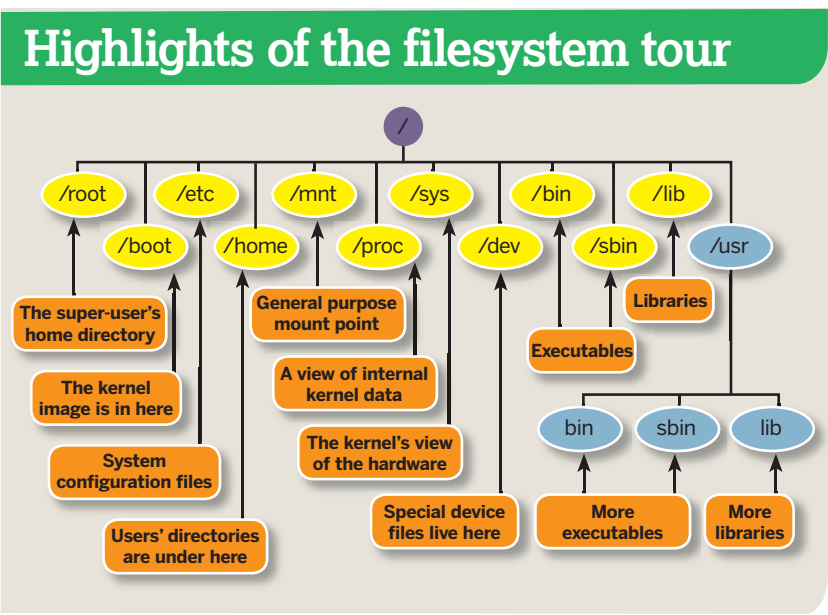 Highlights of the filesystem tour
/
/root
/etc
/mnt
/sys
/bin
/lib
/boot
/home
/proc
/dev
/sbin
/usr
The super-user's
home directory
General purpose
mount point
Libraries
Executables
The kernel
image is in here
A view of internal
kernel data
bin
sbin
lib
System
configuration files
The kernel's view
of the hardware
Users' directories
are under here
Special device
files live here
More
executables
More
libraries